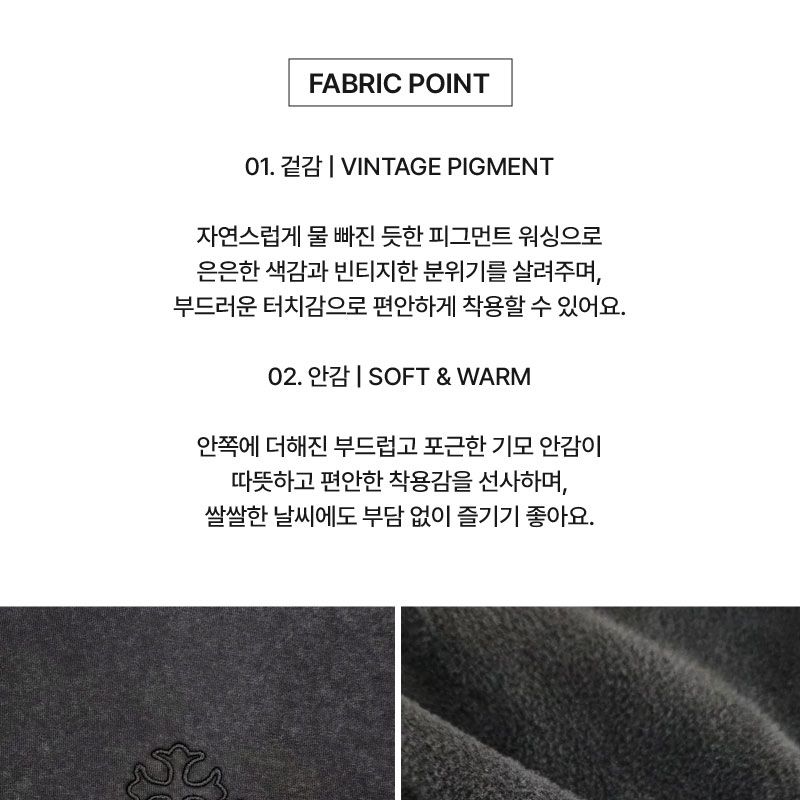 FABRIC POINT
01. 겉감 | VINTAGE PIGMENT
자연스럽게 물 빠진 듯한 피그먼트 워싱으로
은은한 색감과 빈티지한 분위기를 살려주며,
부드러운 터치감으로 편안하게 착용할 수 있어요.
02. 안감 | SOFT & WARM
안쪽에 더해진 부드럽고 포근한 기모 안감이
따뜻하고 편안한 착용감을 선사하며,
쌀쌀한 날씨에도 부담 없이 즐기기 좋아요.